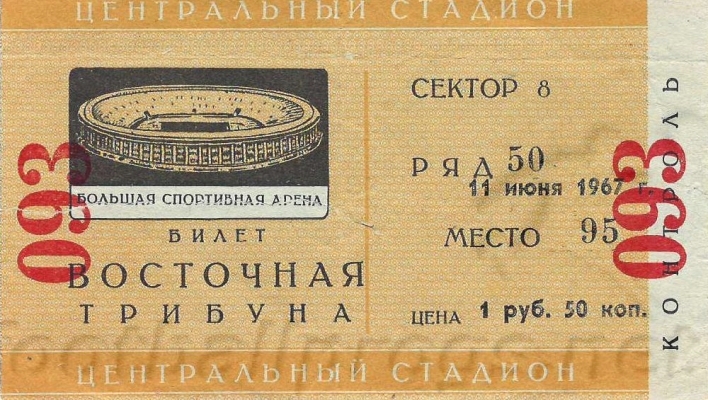 ЦЕНТРАЛЬНЫЙ СТАДИОН
БОЛЬШАЯ СПОРТИВНАЯ АРЕНА
БИЛЕТ
ВОСТОЧНАЯ
ТРИБУНА
093
СЕКТОР 8
РЯД 50
11 июня 1967 г.
МЕСТО 95
ЦЕНА 1 руб. 50 коп.
093
КОНТРОЛЬ
ЦЕНТРАЛЬНЫЙ СТАДИОН